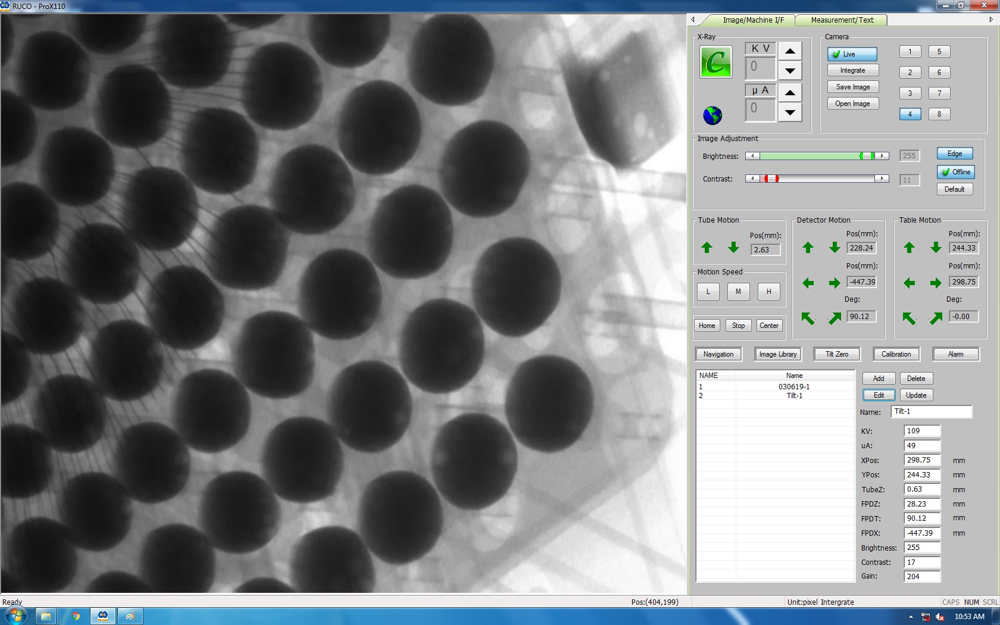 RUCO - ProX110
Image/Machine I/F
Measurement/Text
X-Ray
K V
0
µ A
0
Camera
Live
Integrate
Save Image
Open Image
1 5
2 6
3 7
4 8
Image Adjustment
Brightness: 255
Contrast: 11
Edge
Offline
Default
Tube Motion
Pos(mm):
2.63
Motion Speed
L M H
Home Stop Center
Detector Motion
Pos(mm):
228.24
Pos(mm):
-447.39
Deg:
90.12
Table Motion
Pos(mm):
244.33
Pos(mm):
298.75
Deg:
-0.00
Navigation Image Library Tilt Zero Calibration Alarm
NAME Name
1 030619-1
2 Tilt-1
Add Delete
Edit Update
Name: Tilt-1
KV: 109
uA: 49
XPos: 298.75 mm
YPos: 244.33 mm
TubeZ: 0.63 mm
FPDZ: 28.23 mm
FPDT: 90.12 mm
FPDX: -447.39 mm
Brightness: 255
Contrast: 17
Gain: 204
Ready Pos:(404,199) Unit:pixel Intergrate CAPS NUM SCRL
10:53 AM